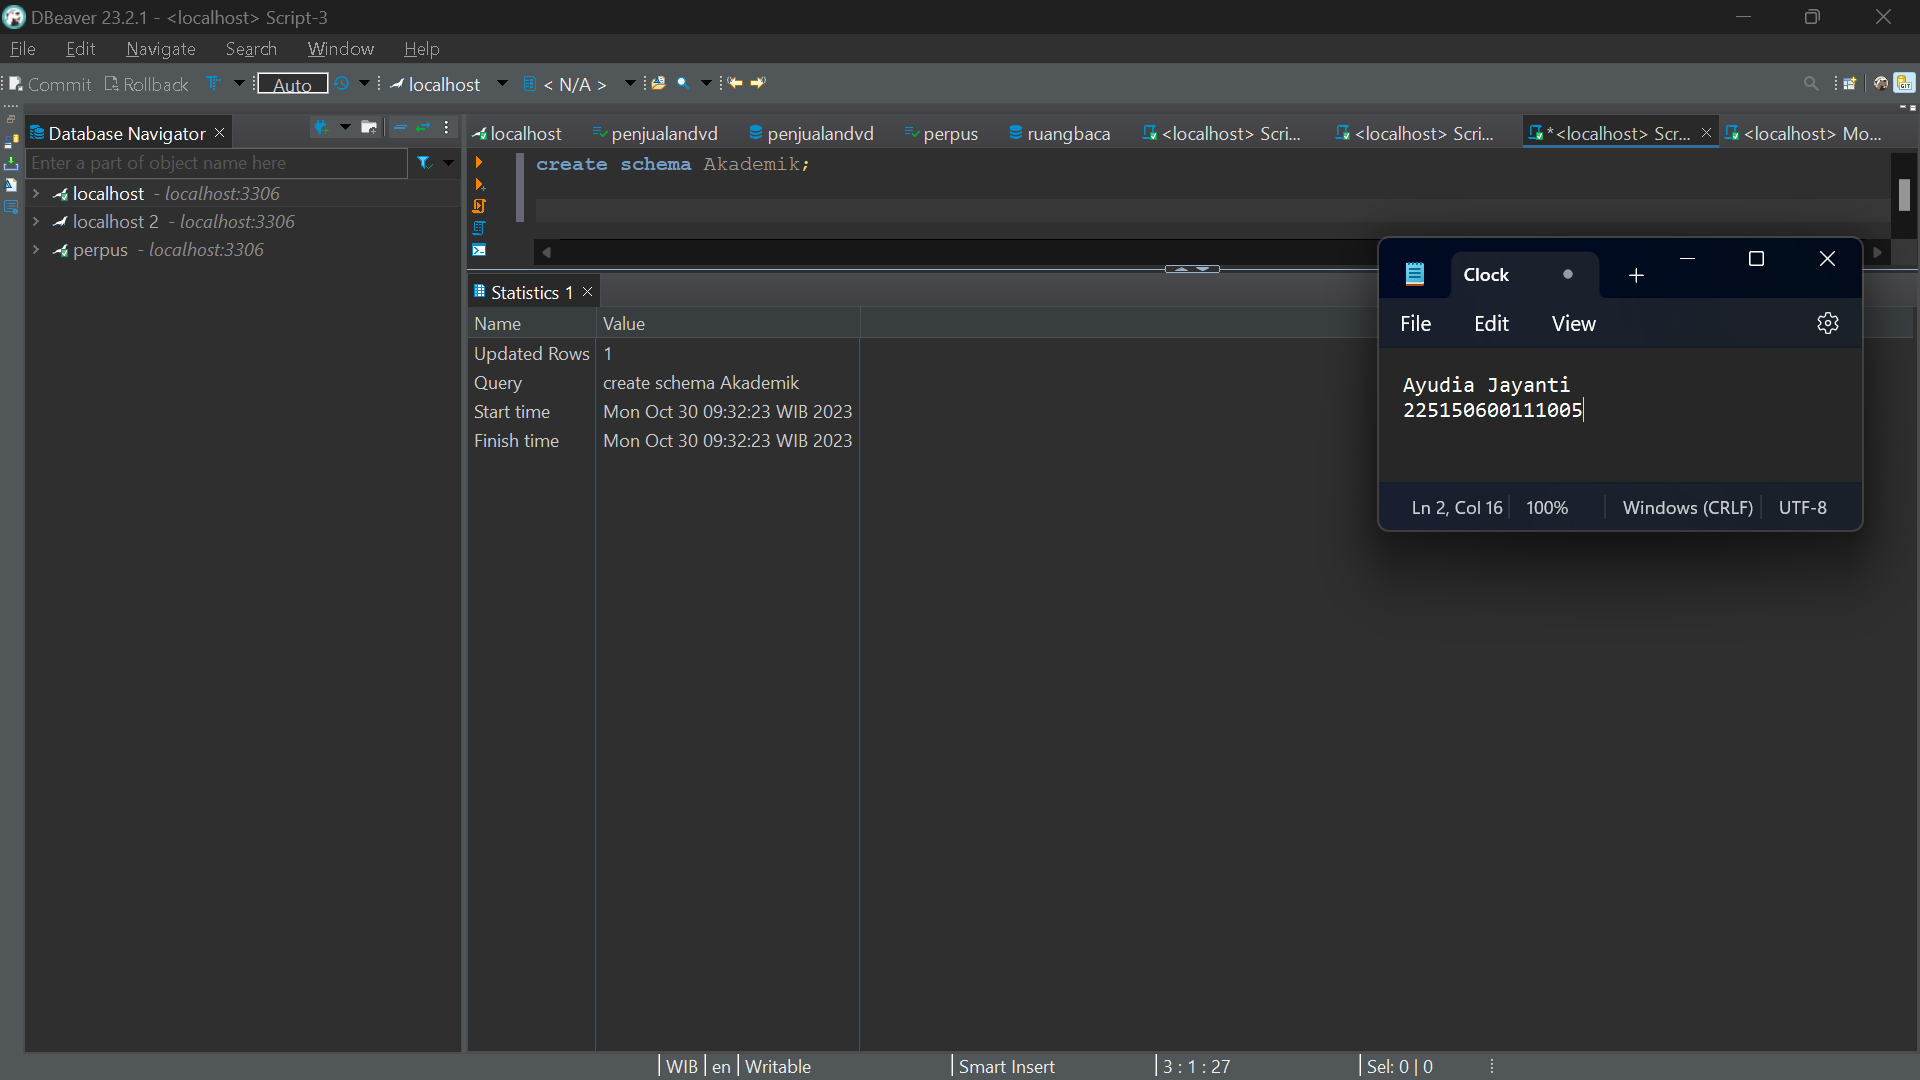 DBeaver 23.2.1 - <localhost> Script-3
File Edit Navigate Search Window Help
Commit Rollback Auto localhost < N/A >
Database Navigator
localhost penjualandvd penjualandvd perpus ruangbaca <localhost> Scri... <localhost> Scri... *<localhost> Scr... <localhost> Mo...
Enter a part of object name here
localhost - localhost:3306
localhost 2 - localhost:3306
perpus - localhost:3306
create schema Akademik;
Statistics 1
Name Value
Updated Rows 1
Query create schema Akademik
Start time Mon Oct 30 09:32:23 WIB 2023
Finish time Mon Oct 30 09:32:23 WIB 2023
Clock
File Edit View
Ayudia Jayanti
225150600111005
Ln 2, Col 16 100% Windows (CRLF) UTF-8
WIB en Writable Smart Insert 3 : 1 : 27 Sel: 0 | 0